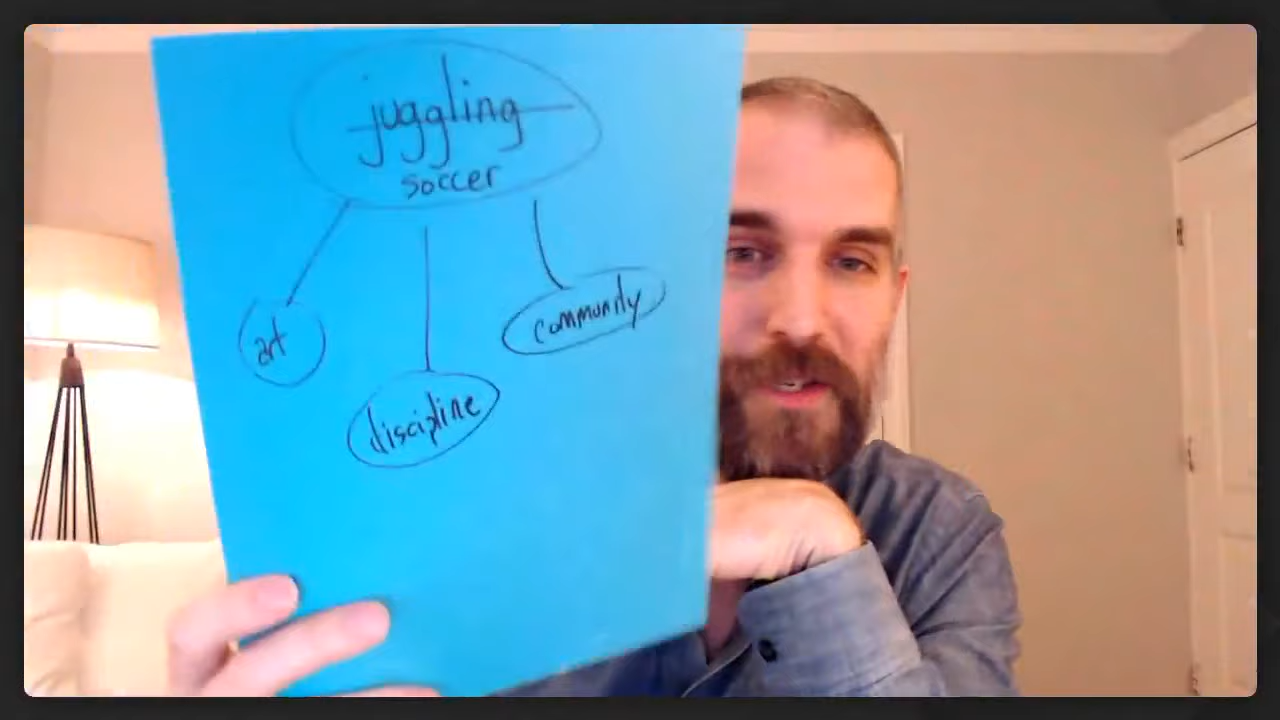 juggling
soccer
art
community
discipline